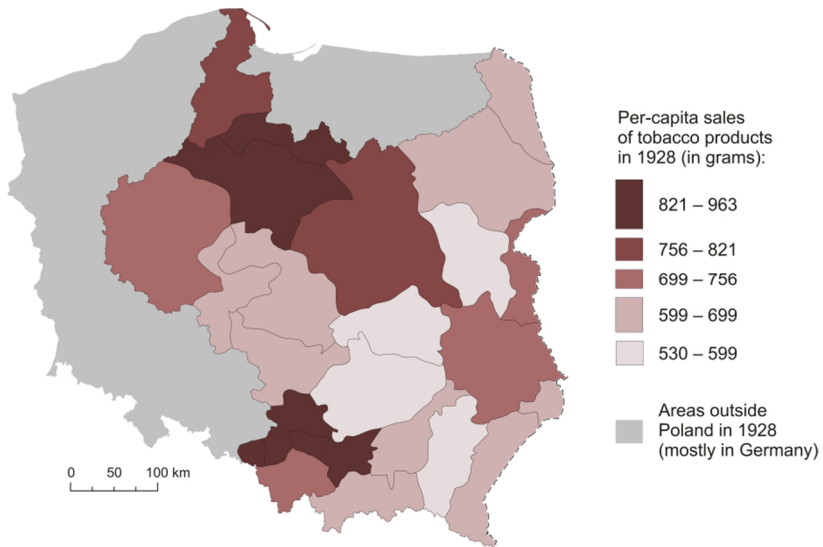 Per-capita sales
of tobacco products
in 1928 (in grams):
821 – 963
756 – 821
699 – 756
599 – 699
530 – 599
Areas outside
Poland in 1928
(mostly in Germany)
0 50 100 km